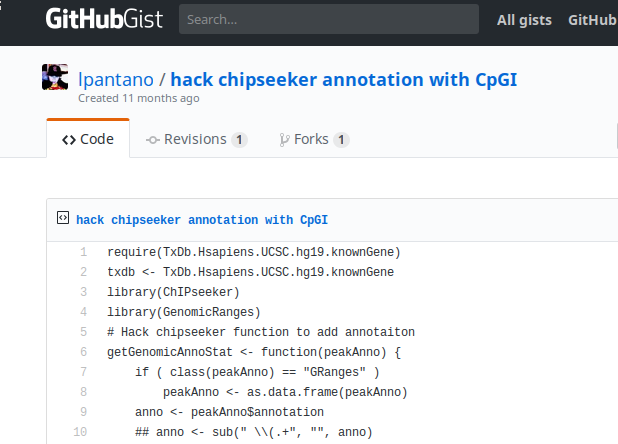 GitHubGist Search... All gists GitHub
lpantano / hack chipseeker annotation with CpGI
Created 11 months ago
Code Revisions 1 Forks 1
hack chipseeker annotation with CpGI
1 require(TxDb.Hsapiens.UCSC.hg19.knownGene)
2 txdb <- TxDb.Hsapiens.UCSC.hg19.knownGene
3 library(ChIPseeker)
4 library(GenomicRanges)
5 # Hack chipseeker function to add annotaiton
6 getGenomicAnnoStat <- function(peakAnno) {
7 if ( class(peakAnno) == "GRanges" )
8 peakAnno <- as.data.frame(peakAnno)
9 anno <- peakAnno$annotation
10 ## anno <- sub(" \\(.+", "", anno)